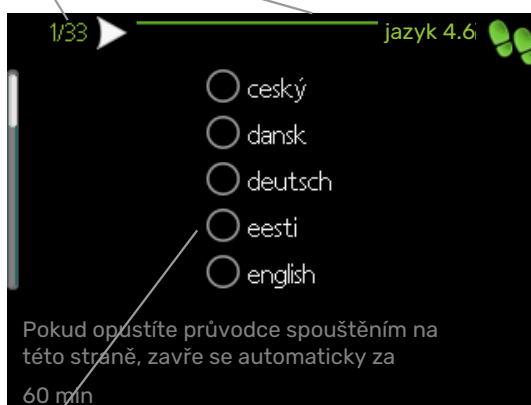 1/33
jazyk 4.6
ceský
dansk
deutsch
eesti
english
Pokud opustíte průvodce spouštěním na
této straně, zavře se automaticky za
60 min